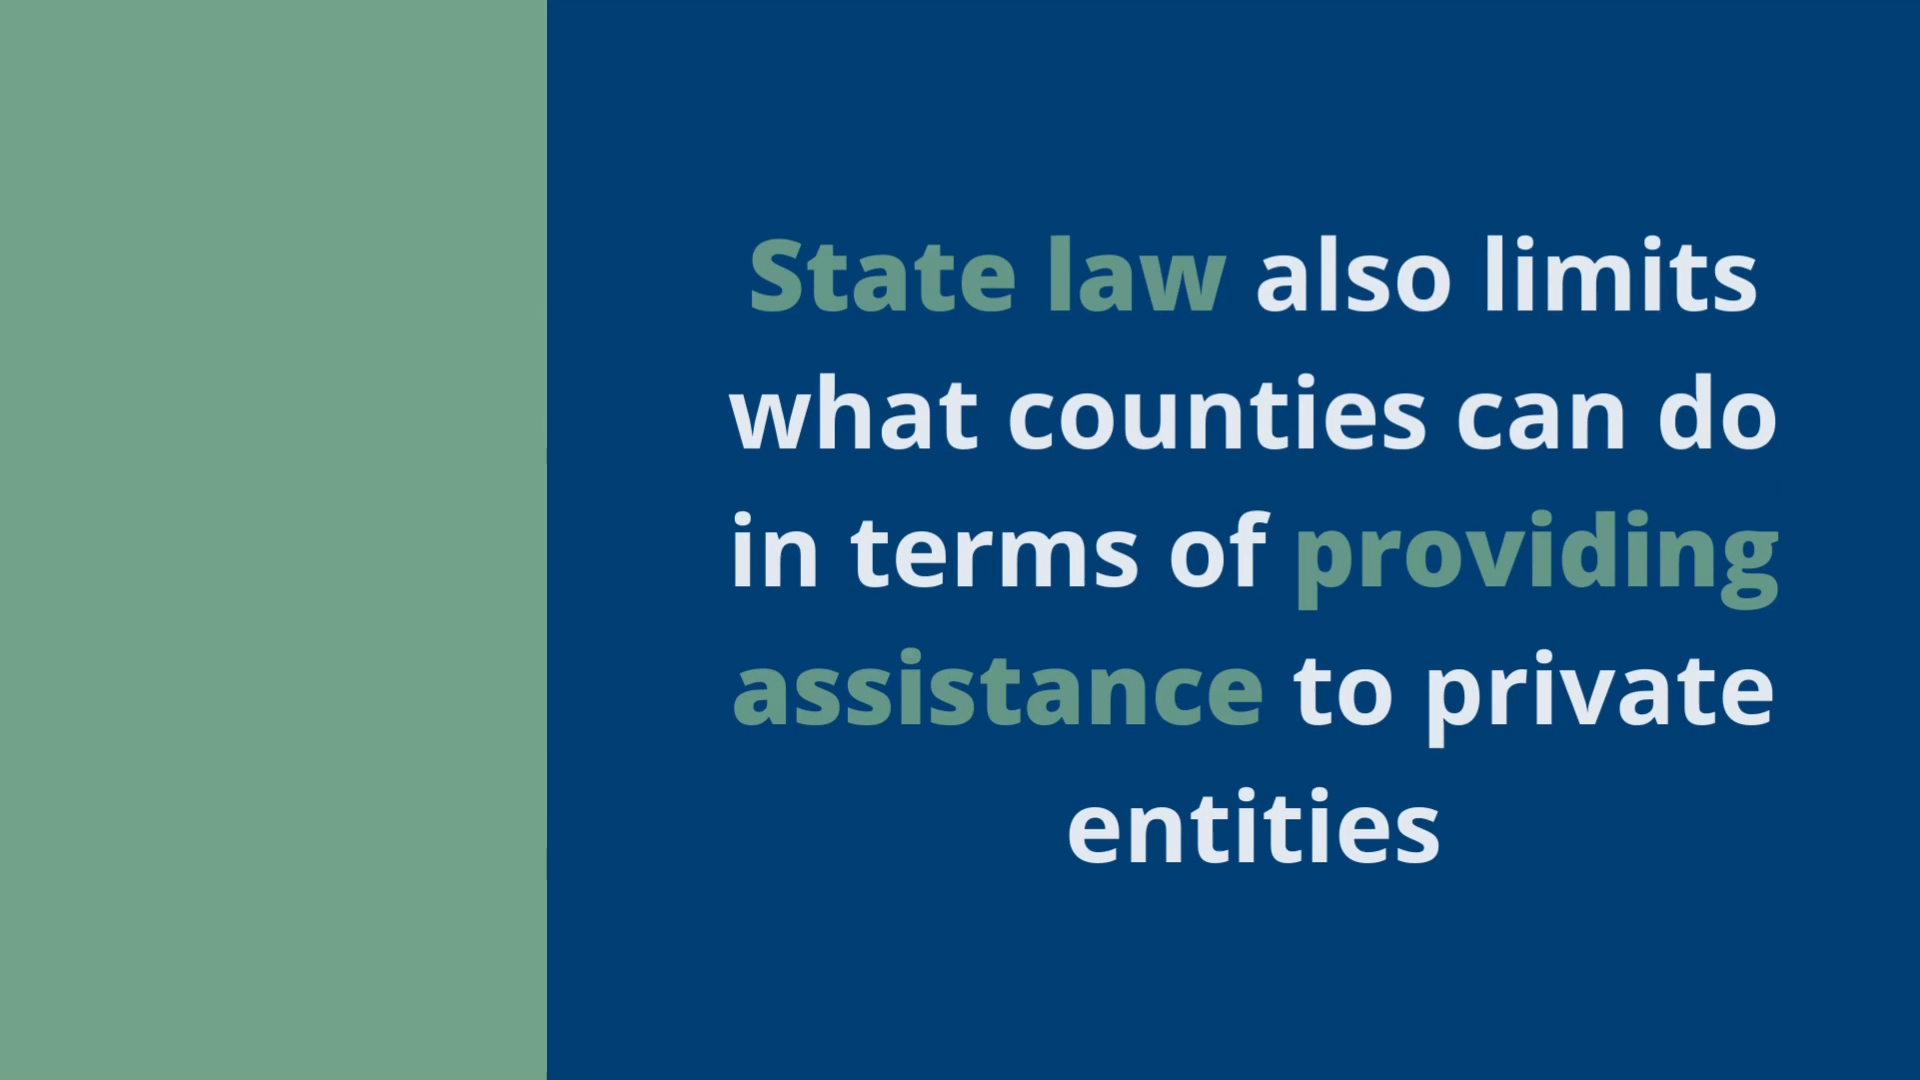 State law also limits
what counties can do
in terms of providing
assistance to private
entities